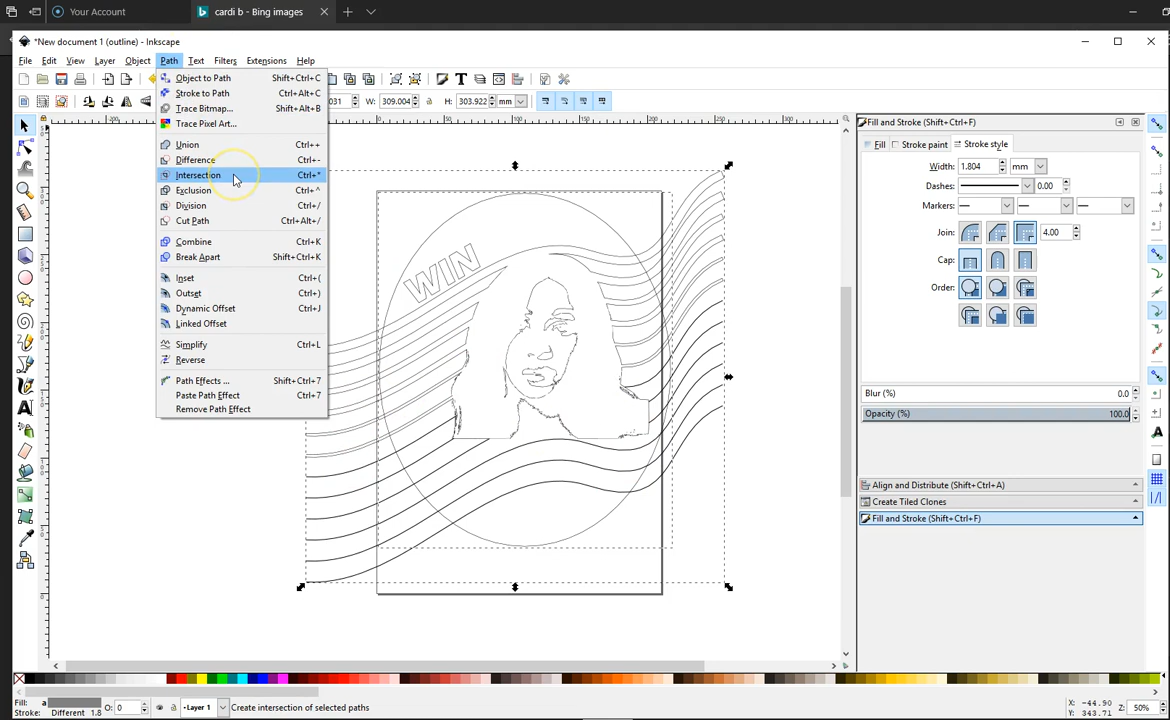 Your Account
cardi b - Bing images
*New document 1 (outline) - Inkscape
File Edit View Layer Object Path Text Filters Extensions Help
Object to Path Shift+Ctrl+C
Stroke to Path Ctrl+Alt+C
Trace Bitmap... Shift+Alt+B
Trace Pixel Art...
Union Ctrl++
Difference Ctrl+-
Intersection Ctrl+*
Exclusion Ctrl+^
Division Ctrl+/
Cut Path Ctrl+Alt+/
Combine Ctrl+K
Break Apart Shift+Ctrl+K
Inset Ctrl+(
Outset Ctrl+)
Dynamic Offset Ctrl+J
Linked Offset
Simplify Ctrl+L
Reverse
Path Effects ... Shift+Ctrl+7
Paste Path Effect Ctrl+7
Remove Path Effect
031 W: 309.004 H: 303.922 mm
WIN
Fill and Stroke (Shift+Ctrl+F)
Fill Stroke paint Stroke style
Width: 1.804 mm
Dashes: 0.00
Markers:
Join: 4.00
Cap:
Order:
Blur (%) 0.0
Opacity (%) 100.0
Align and Distribute (Shift+Ctrl+A)
Create Tiled Clones
Fill and Stroke (Shift+Ctrl+F)
Fill: a
Stroke: Different 1.8
O: 0
Layer 1
Create intersection of selected paths
X: -44.90
Y: 343.71
Z: 50%